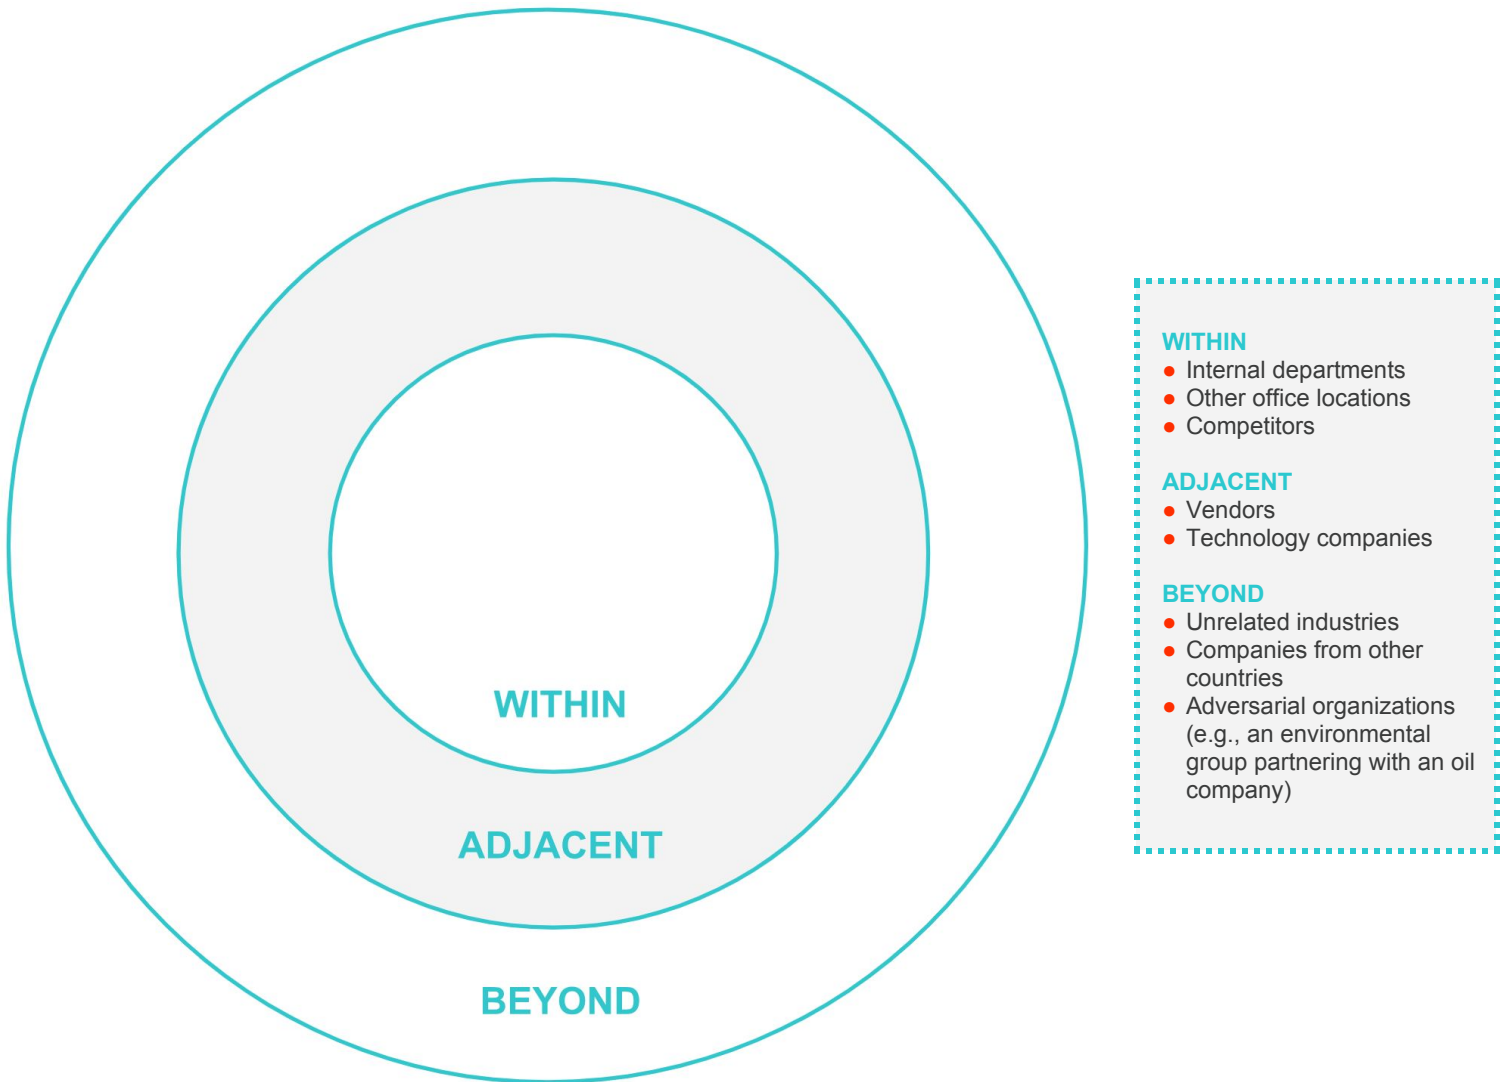 WITHIN
ADJACENT
BEYOND
WITHIN
● Internal departments
● Other office locations
● Competitors
ADJACENT
● Vendors
● Technology companies
BEYOND
● Unrelated industries
● Companies from other
countries
● Adversarial organizations
(e.g., an environmental
group partnering with an oil
company)